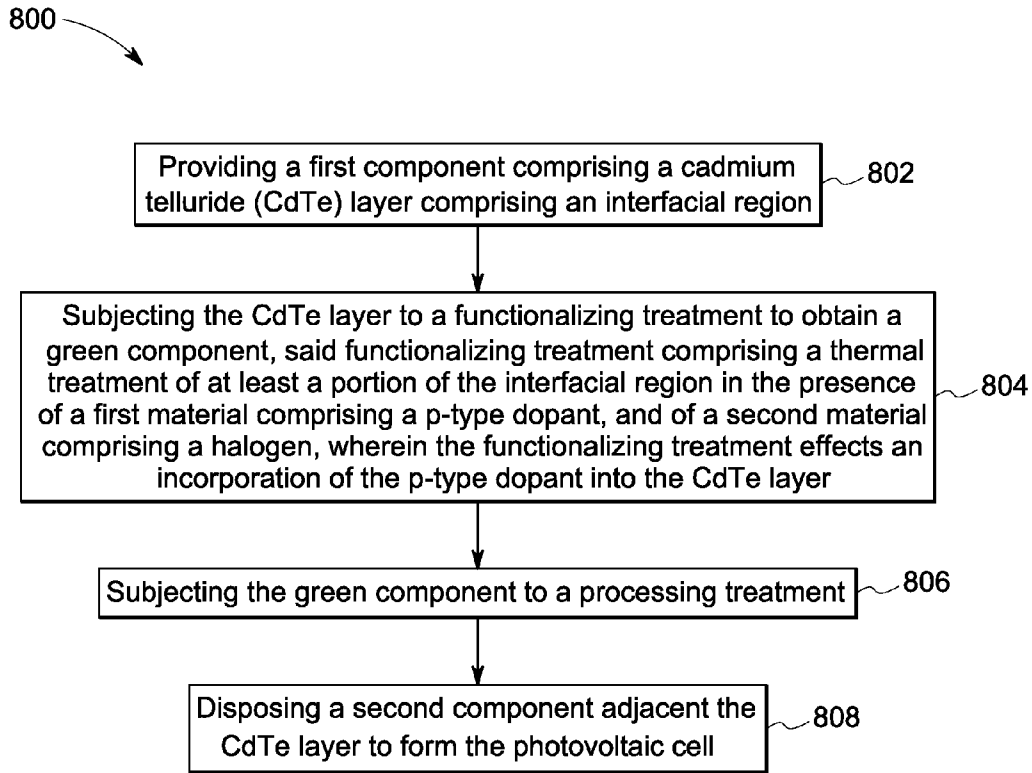 800
Providing a first component comprising a cadmium
telluride (CdTe) layer comprising an interfacial region
802
Subjecting the CdTe layer to a functionalizing treatment to obtain a
green component, said functionalizing treatment comprising a thermal
treatment of at least a portion of the interfacial region in the presence
of a first material comprising a p-type dopant, and of a second material
comprising a halogen, wherein the functionalizing treatment effects an
incorporation of the p-type dopant into the CdTe layer
804
Subjecting the green component to a processing treatment
806
Disposing a second component adjacent the
CdTe layer to form the photovoltaic cell
808